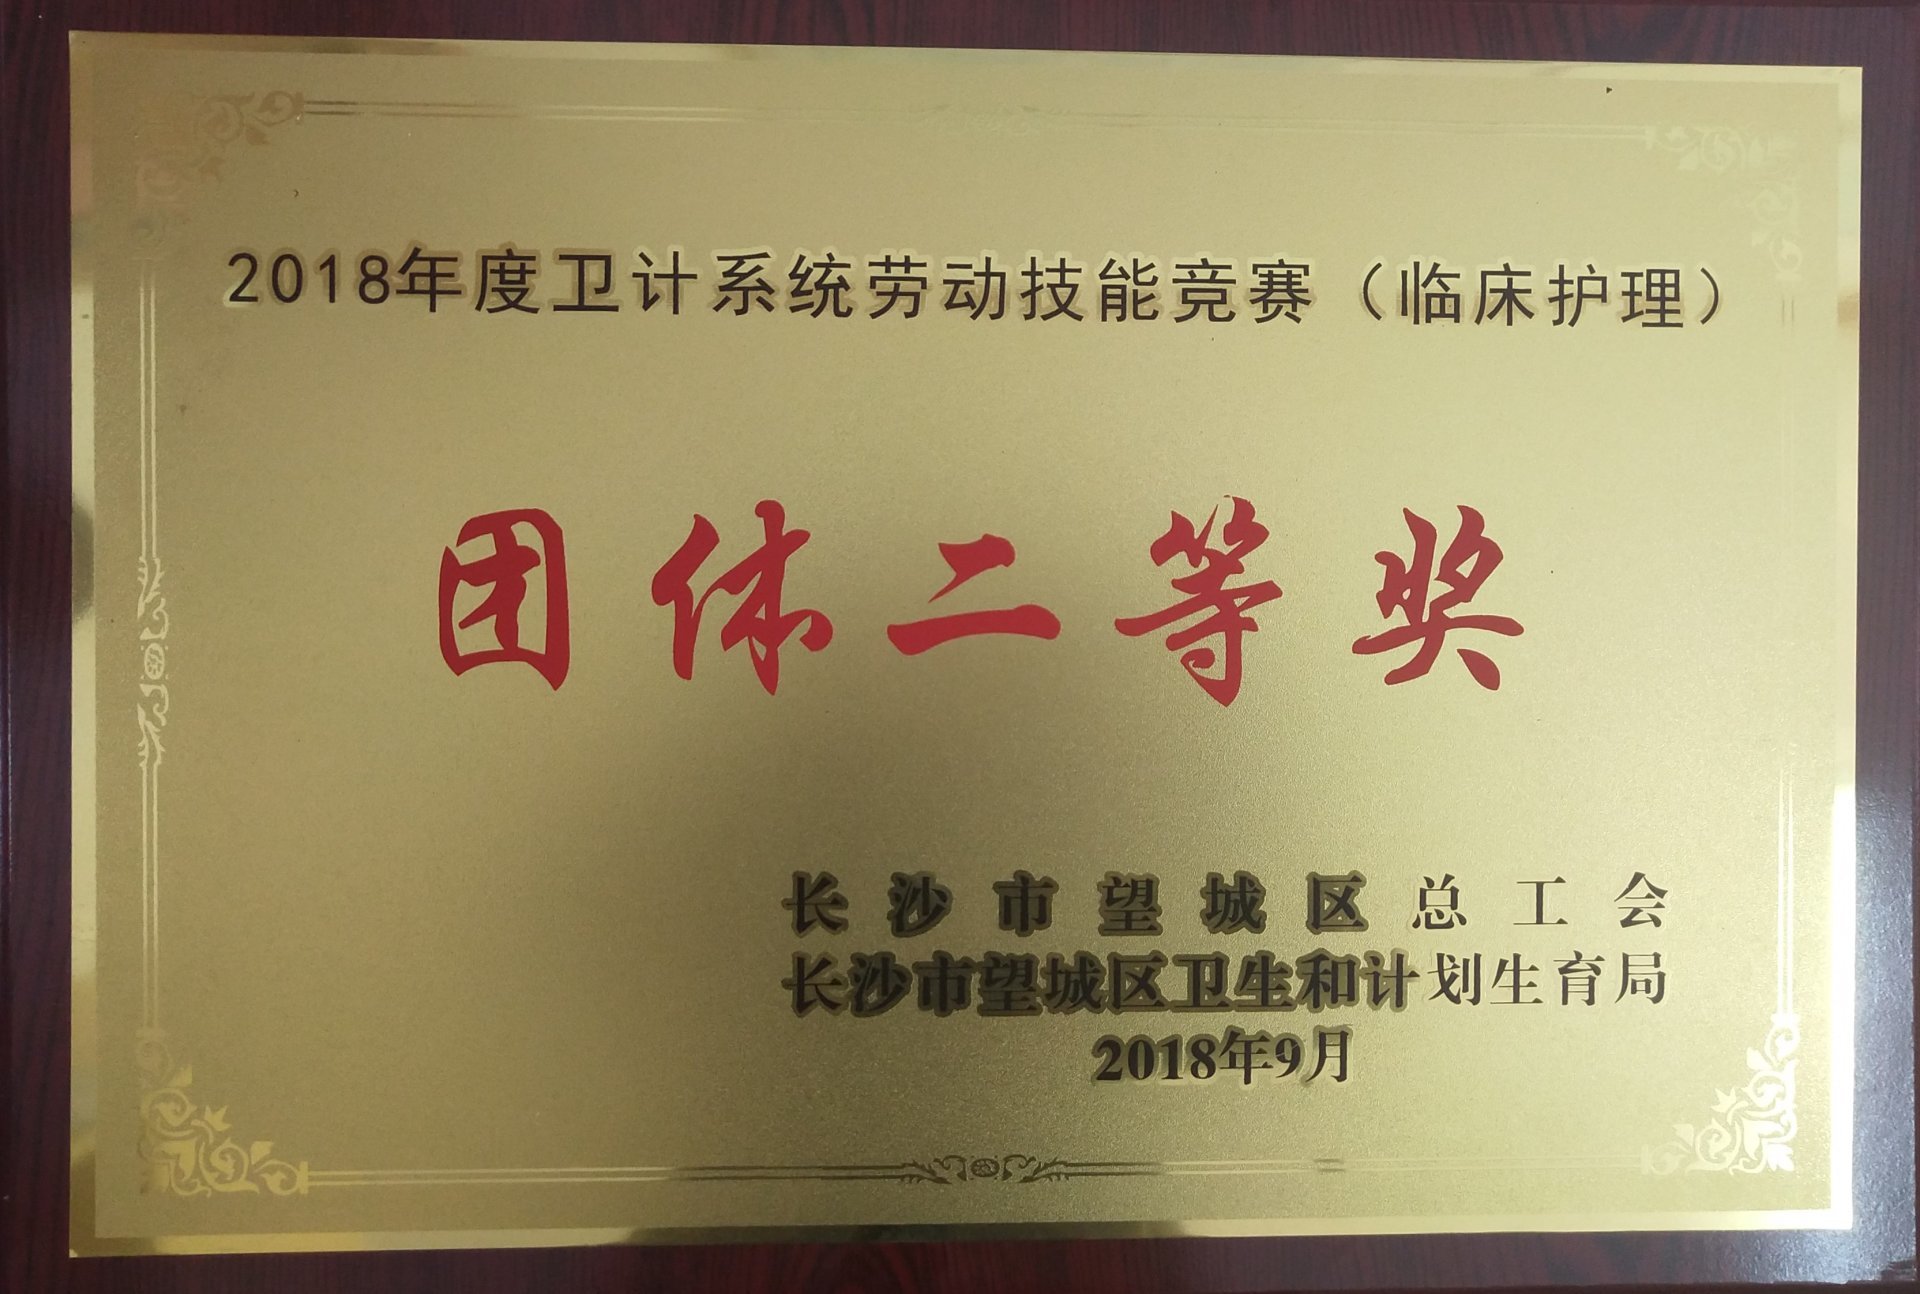 2018年度卫计系统劳动技能竞赛（临床护理）
团体二等奖
长沙市望城区总工会
长沙市望城区卫生和计划生育局
2018年9月